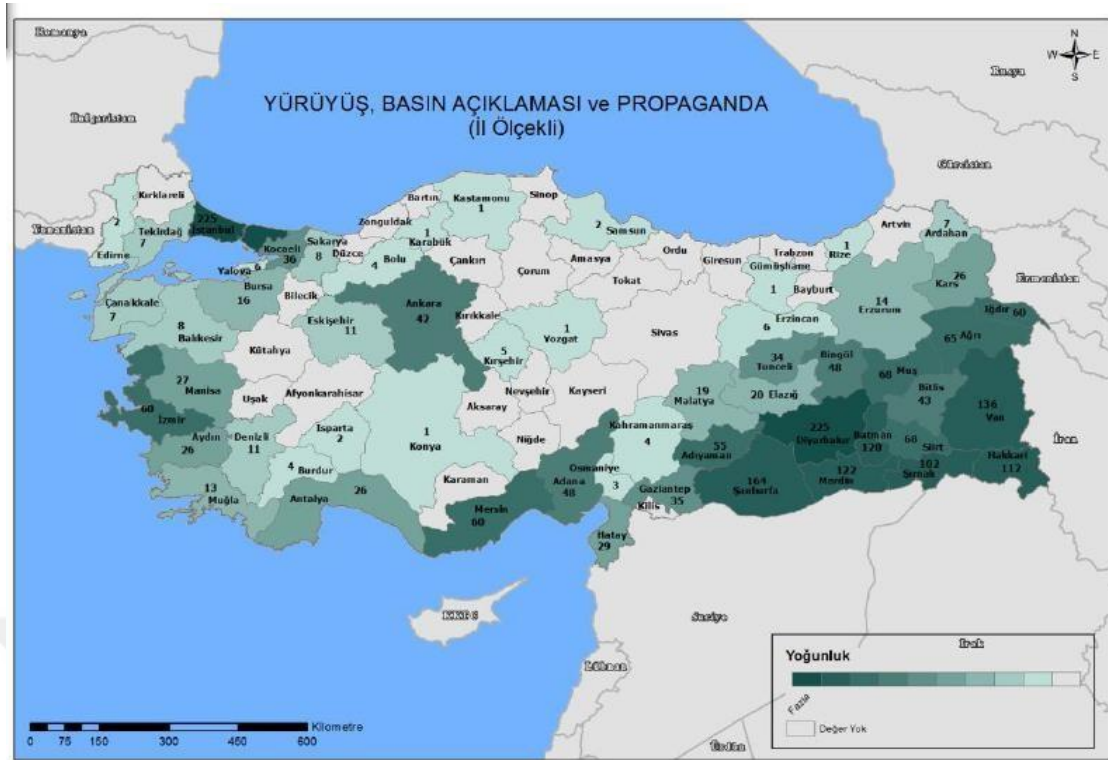 Romanya
Rusya
N
W E
S
YÜRÜYÜŞ, BASIN AÇIKLAMASI ve PROPAGANDA
(İl Ölçekli)
Bulgaristan
Gürcistan
Yunanistan
Ermenistan
İran
Kırklareli
2
Edirne
Tekirdağ
7
225
İstanbul
Kocaeli
36
Sakarya
8
Düzce
Zonguldak
Bartın
1
Karabük
Kastamonu
1
Sinop
2
Samsun
Ordu
Giresun
Trabzon
1
Rize
Artvin
7
Ardahan
26
Kars
Iğdır 60
65 Ağrı
14
Erzurum
Bayburt
Gümüşhane
1
Erzincan
6
Sivas
Tokat
Amasya
Çorum
Çankırı
4 Bolu
Yalova 6
Bursa
16
Bilecik
Çanakkale
7
8
Balıkesir
Kütahya
Eskişehir
11
Ankara
42
Kırıkkale
5
Kırşehir
1
Yozgat
Nevşehir
Kayseri
Aksaray
Niğde
27
Manisa
Uşak
Afyonkarahisar
60
İzmir
Aydın
26
Denizli
11
Isparta
2
4
Burdur
13
Muğla
Antalya
26
1
Konya
Karaman
Mersin
60
Adana
48
Osmaniye
3
Kahramanmaraş
4
Gaziantep
35
Kilis
Hatay
29
19
Malatya
55
Adıyaman
164
Şanlıurfa
20 Elazığ
34
Tunceli
Bingöl
48
68 Muş
Bitlis
43
136
Van
225
Diyarbakır
Batman
120
68
Siirt
122
Mardin
102
Şırnak
Hakkari
112
KKTC
Suriye
Lübnan
Irak
Ürdün
Yoğunluk
Fazla
Değer Yok
Kilometre
0 75 150 300 450 600